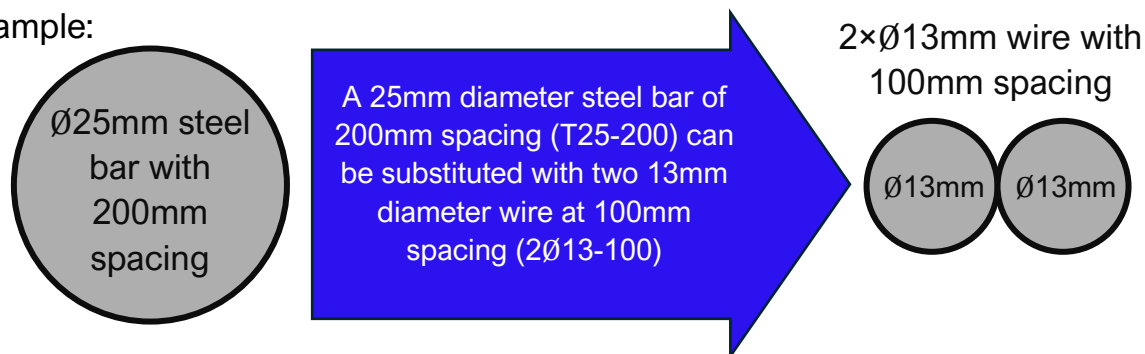 ample:
Ø25mm steel
bar with
200mm
spacing
A 25mm diameter steel bar of
200mm spacing (T25-200) can
be substituted with two 13mm
diameter wire at 100mm
spacing (2Ø13-100)
2×Ø13mm wire with
100mm spacing
Ø13mm
Ø13mm